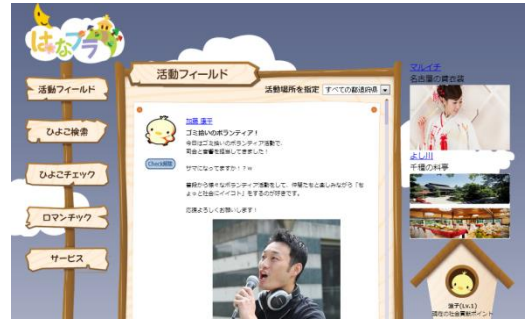 はなプラ
活動フィールド
ひよこ検索
ひよこチェック
ロマンチック
サービス
活動フィールド
活動場所を指定 すべての都道府県
加藤 康平
ゴミ拾いのボランティア！
今日はゴミ拾いのボランティア活動で、
司会と音響を担当してきました！
サマになってますか！？ｗ
普段から様々なボランティア活動をして、仲間たちと楽しみながら「ち
ょっと社会にイイコト」をするのが好きです。
応援よろしくお願いします！
マルイチ
名古屋の貸衣装
よし川
千種の料亭
(Lv.1)
現在の社会貢献ポイント